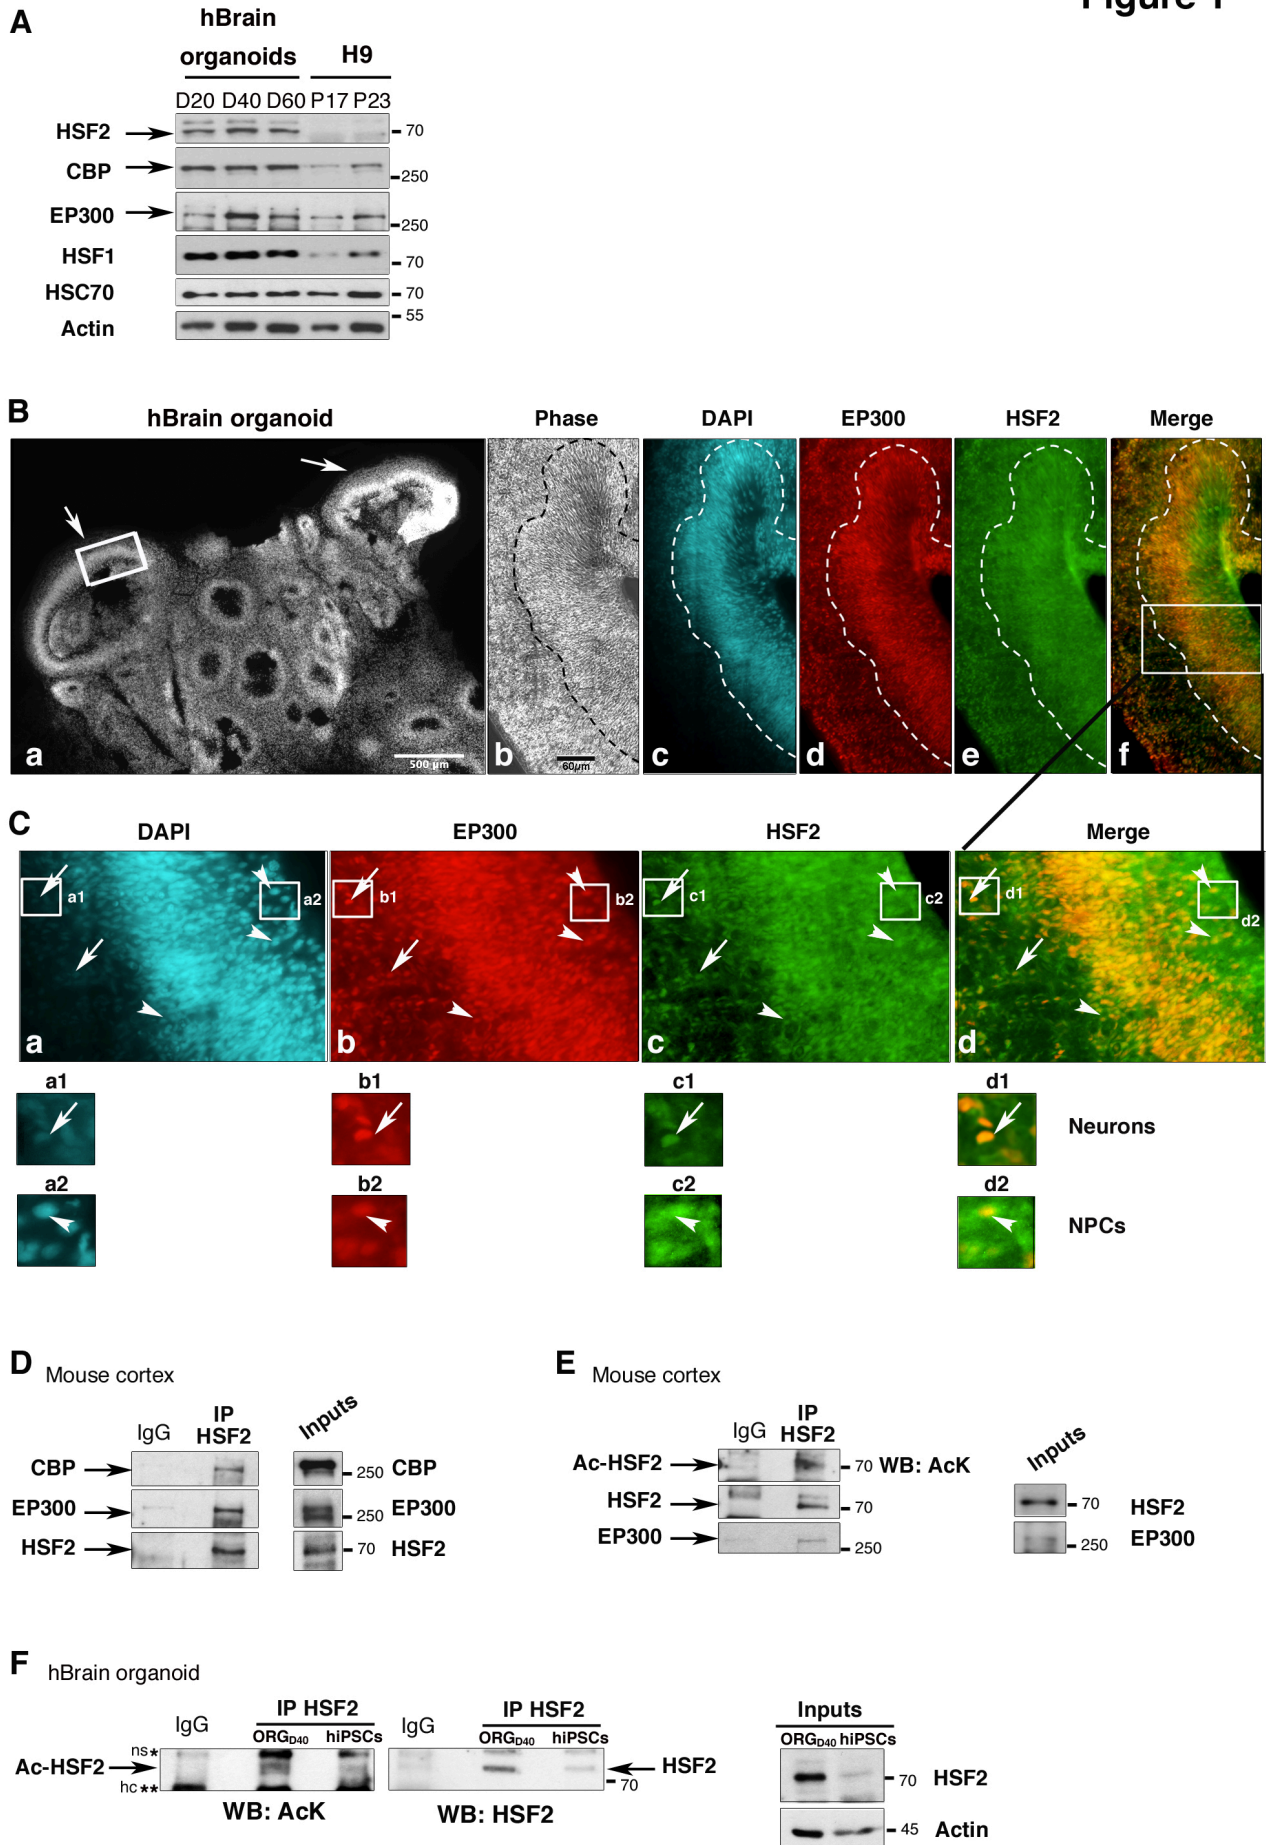 Figure 1
A
hBrain
organoids H9
D20 D40 D60 P17 P23
HSF2 70
CBP 250
EP300 250
HSF1 70
HSC70 70
55
Actin
B
hBrain organoid Phase DAPI EP300 HSF2 Merge
a b c d e f
500 µm 60µm
C
DAPI EP300 HSF2 Merge
a1 b1 c1 d1
a2 b2 c2 d2
a b c d
a1 b1 c1 d1
Neurons
a2 b2 c2 d2
NPCs
D Mouse cortex
IgG IP HSF2 Inputs
CBP 250 CBP
EP300 250 EP300
HSF2 70 HSF2
E Mouse cortex
IgG IP HSF2 Inputs
Ac-HSF2 70 WB: AcK
HSF2 70 70 HSF2
EP300 250 250 EP300
F hBrain organoid
IgG IP HSF2 IgG IP HSF2 Inputs
ORGD40 hiPSCs ORGD40 hiPSCs ORGD40 hiPSCs
ns*
Ac-HSF2 HSF2 70 HSF2
hc** 70
WB: AcK WB: HSF2
45 Actin